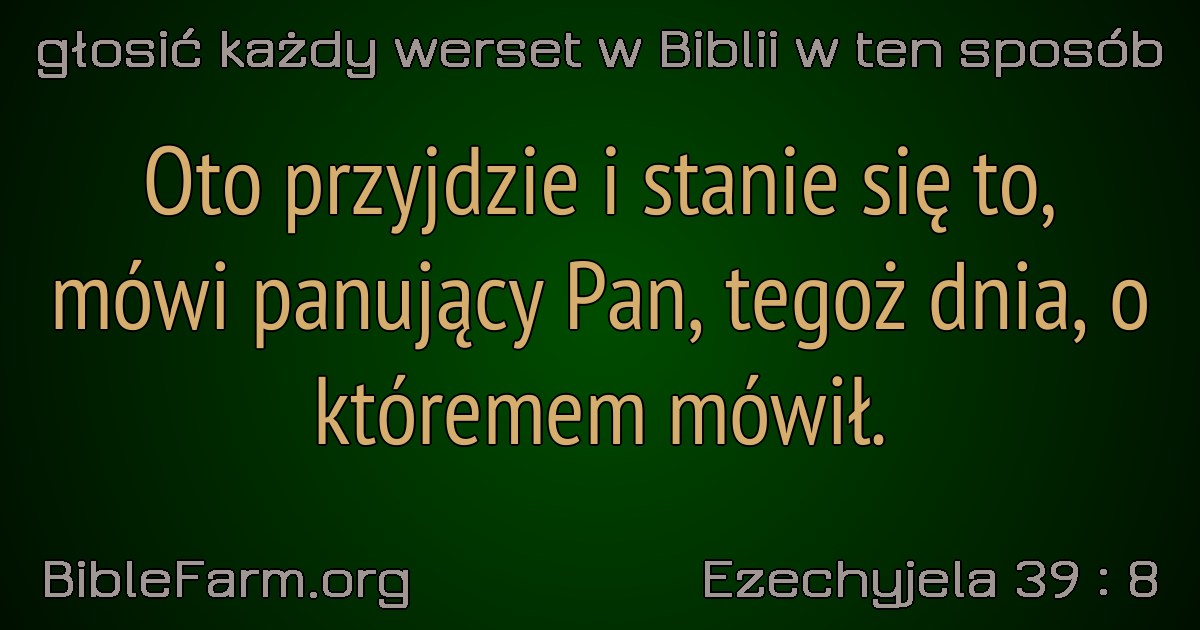 głosić każdy werset w Biblii w ten sposób
Oto przyjdzie i stanie się to,
mówi panujący Pan, tegoż dnia, o
któremem mówił.
BibleFarm.org
Ezechyjela 39 : 8